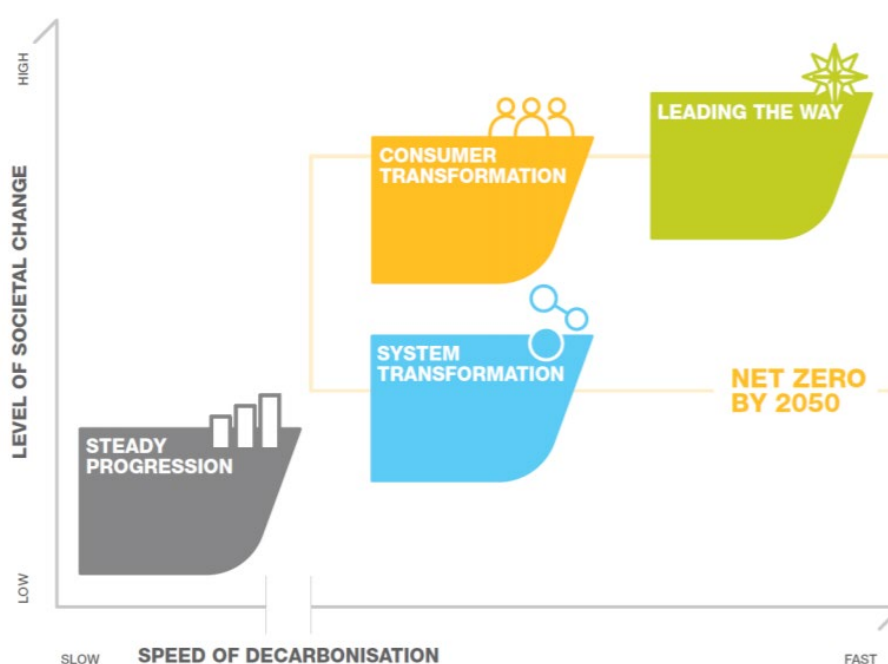 HIGH
LEVEL OF SOCIETAL CHANGE
LOW
LEADING THE WAY
CONSUMER
TRANSFORMATION
SYSTEM
TRANSFORMATION
NET ZERO
BY 2050
STEADY
PROGRESSION
SLOW
SPEED OF DECARBONISATION
FAST